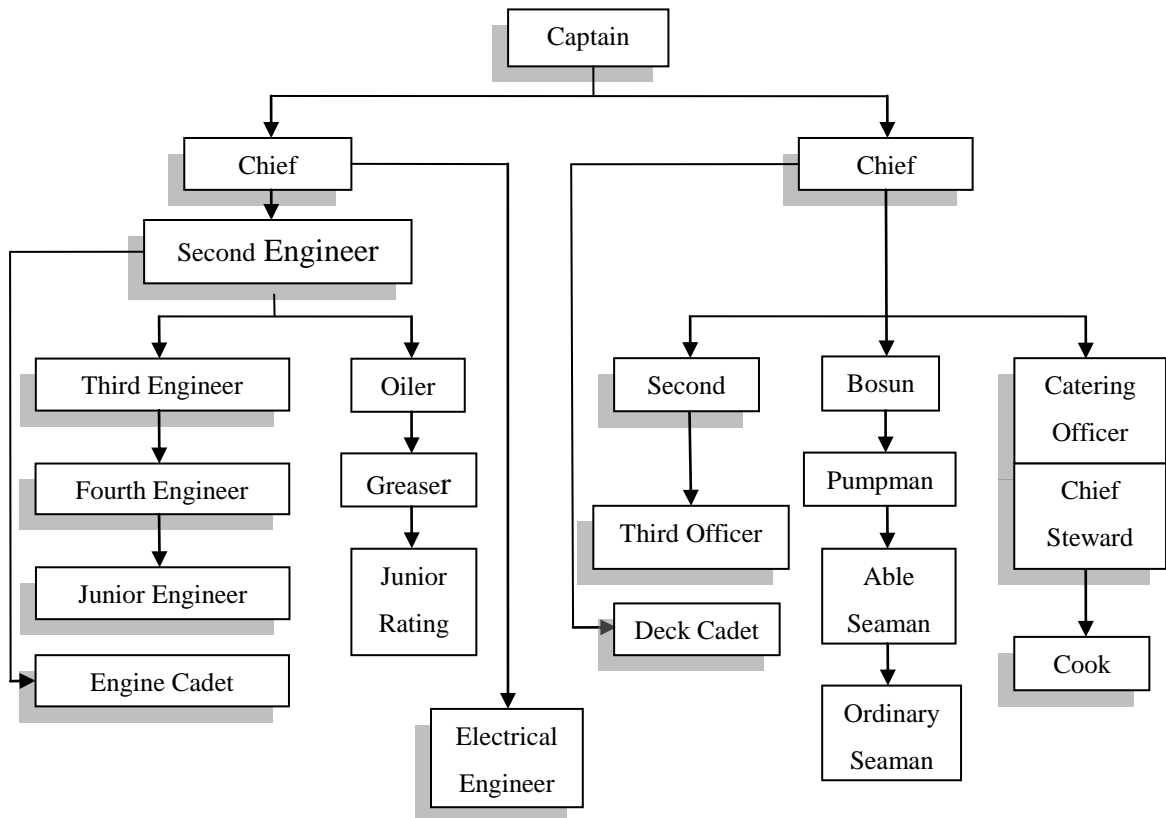 Captain
Chief
Chief
Second Engineer
Third Engineer
Oiler
Second
Bosun
Catering
Officer
Fourth Engineer
Greaser
Pumpman
Chief
Steward
Third Officer
Junior Engineer
Junior
Rating
Able
Seaman
Deck Cadet
Engine Cadet
Cook
Electrical
Engineer
Ordinary
Seaman